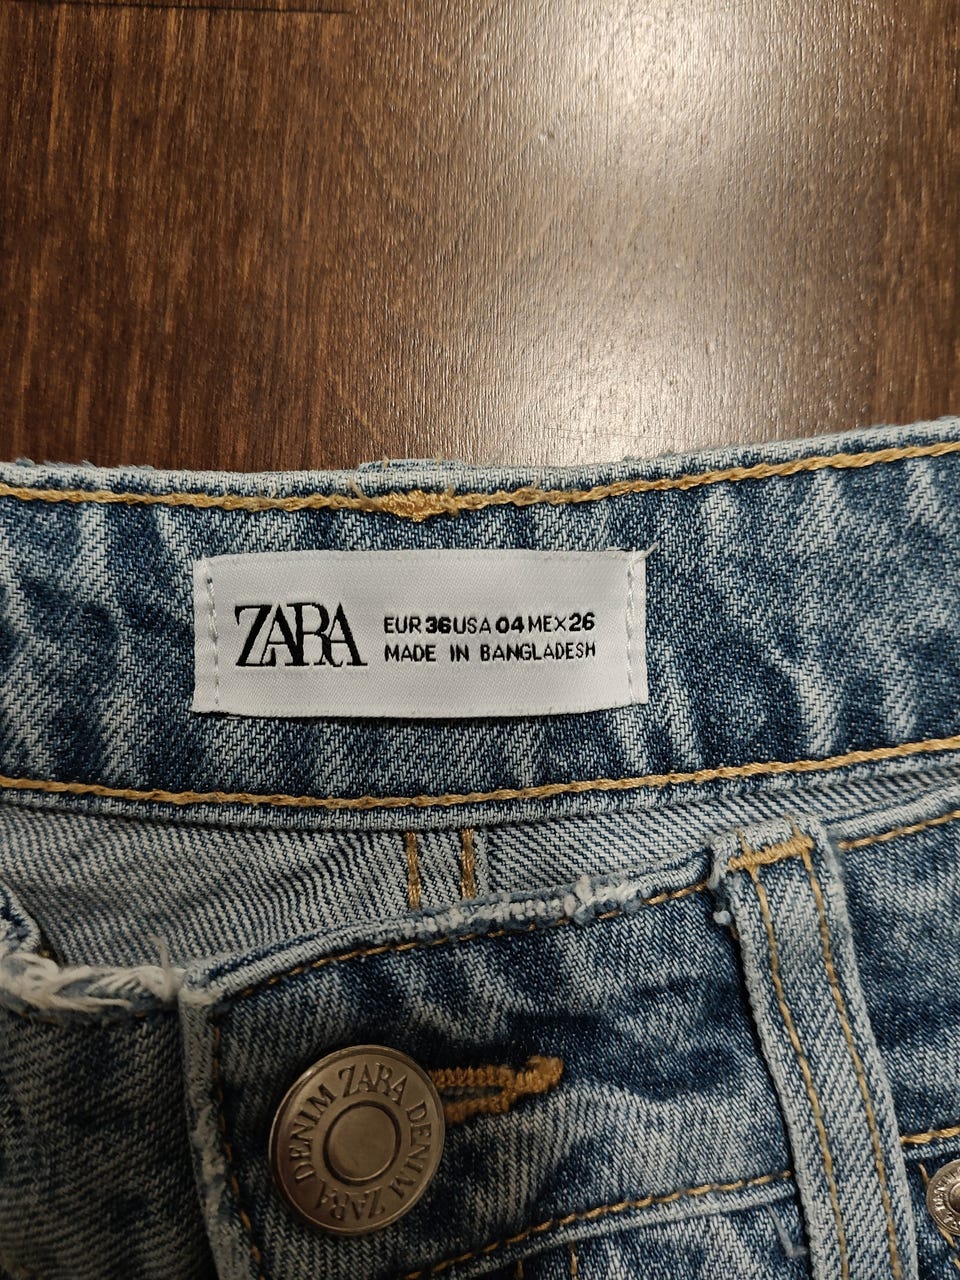 ZARA
EUR 36 USA 04 MEX 26
MADE IN BANGLADESH
ZARA DENIM ZARA DENIM